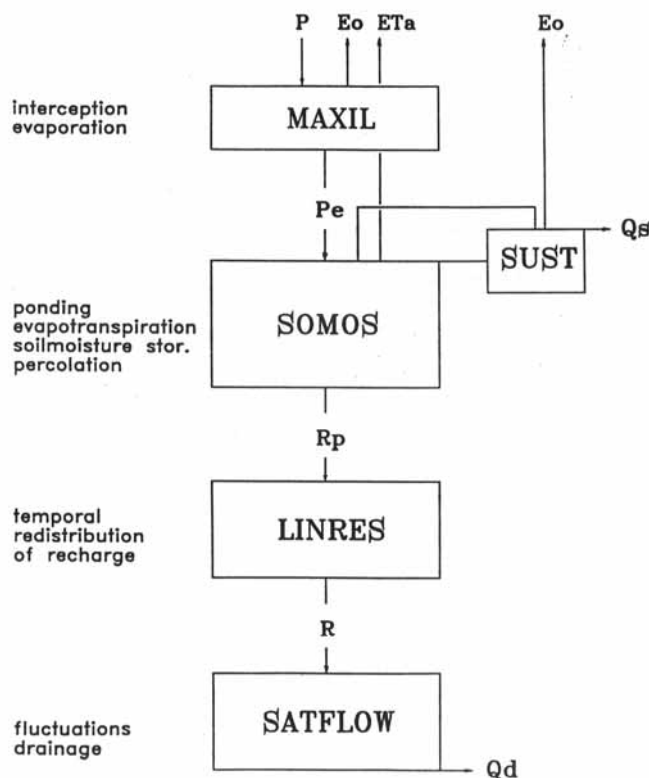 P Eo ETa Eo
interception
evaporation
MAXIL
Pe
Qs
SUST
ponding
evapotranspiration
soilmoisture stor.
percolation
SOMOS
Rp
temporal
redistribution
of recharge
LINRES
R
fluctuations
drainage
SATFLOW
Qd